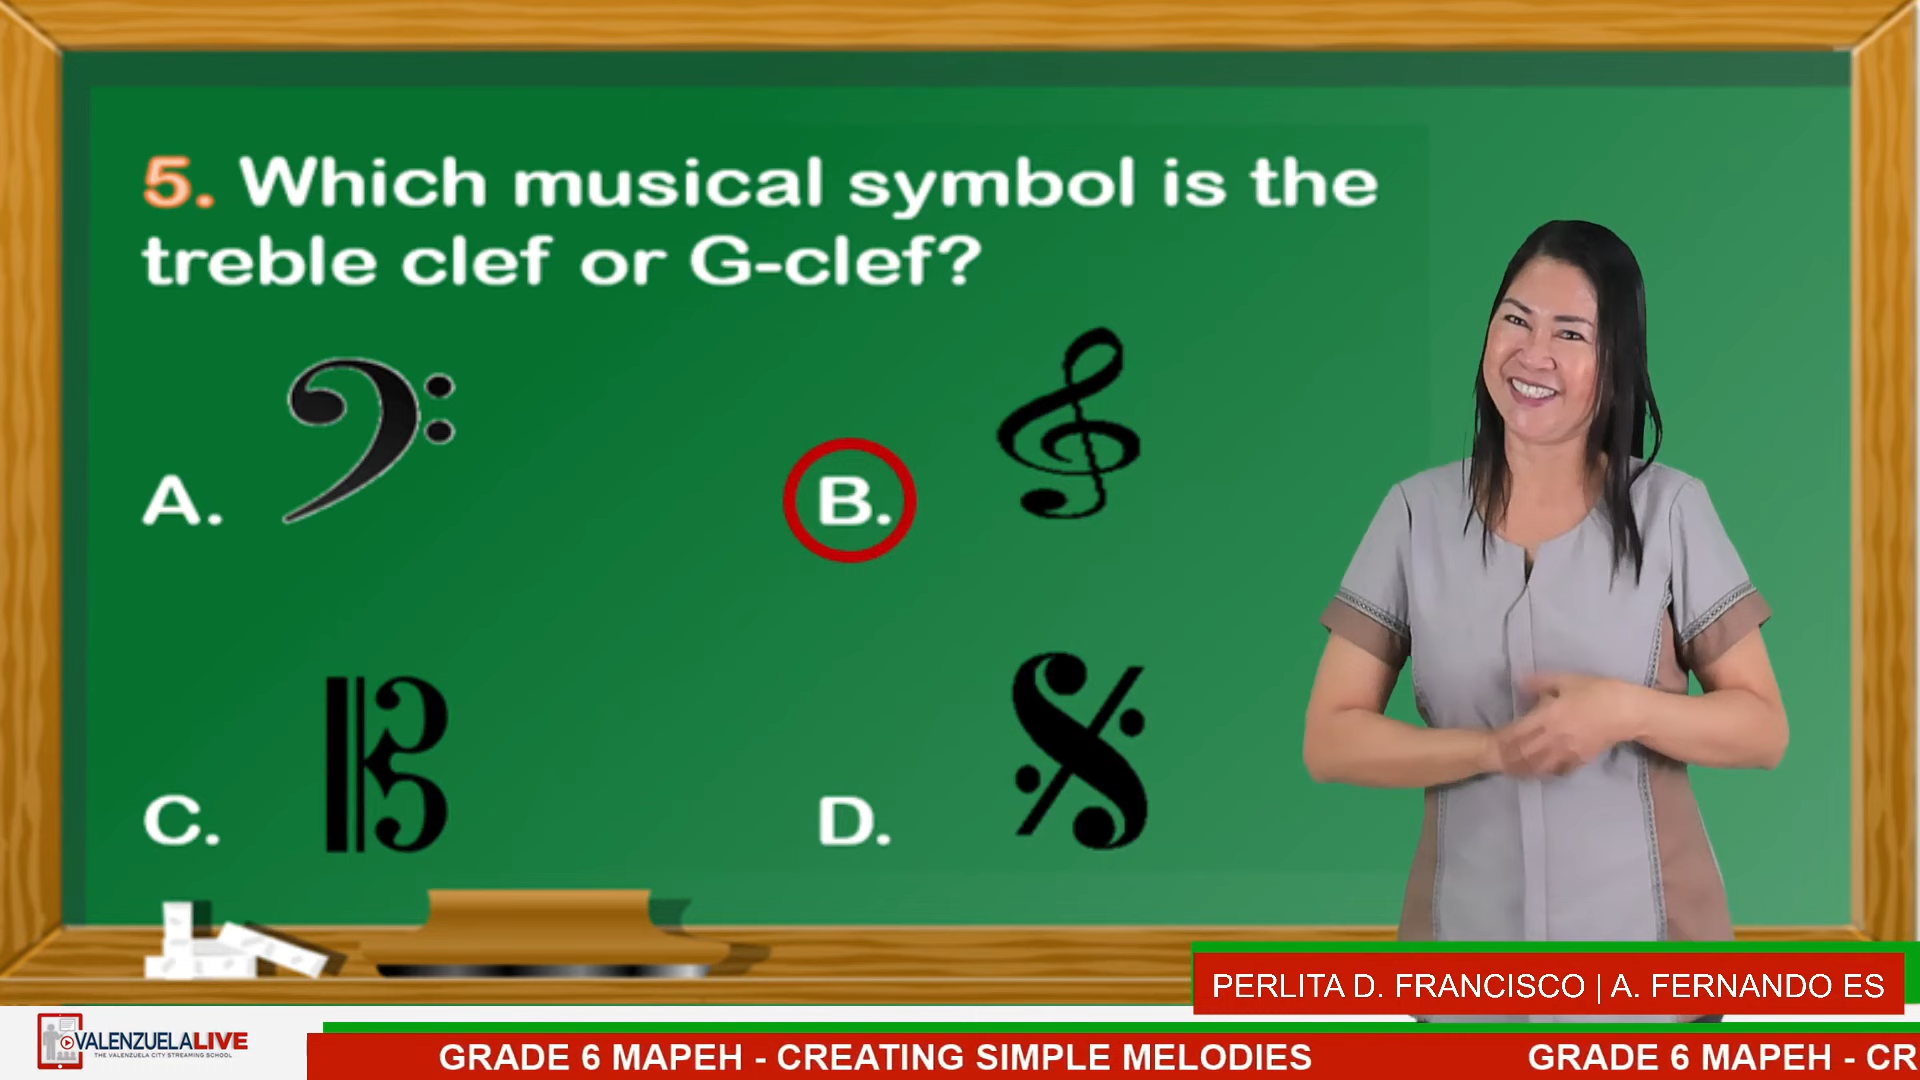 5. Which musical symbol is the
treble clef or G-clef?
A.
B.
C.
D.
PERLITA D. FRANCISCO | A. FERNANDO ES
VALENZUELALIVE
THE VALENZUELA CITY STREAMING SCHOOL
GRADE 6 MAPEH - CREATING SIMPLE MELODIES
GRADE 6 MAPEH - CR